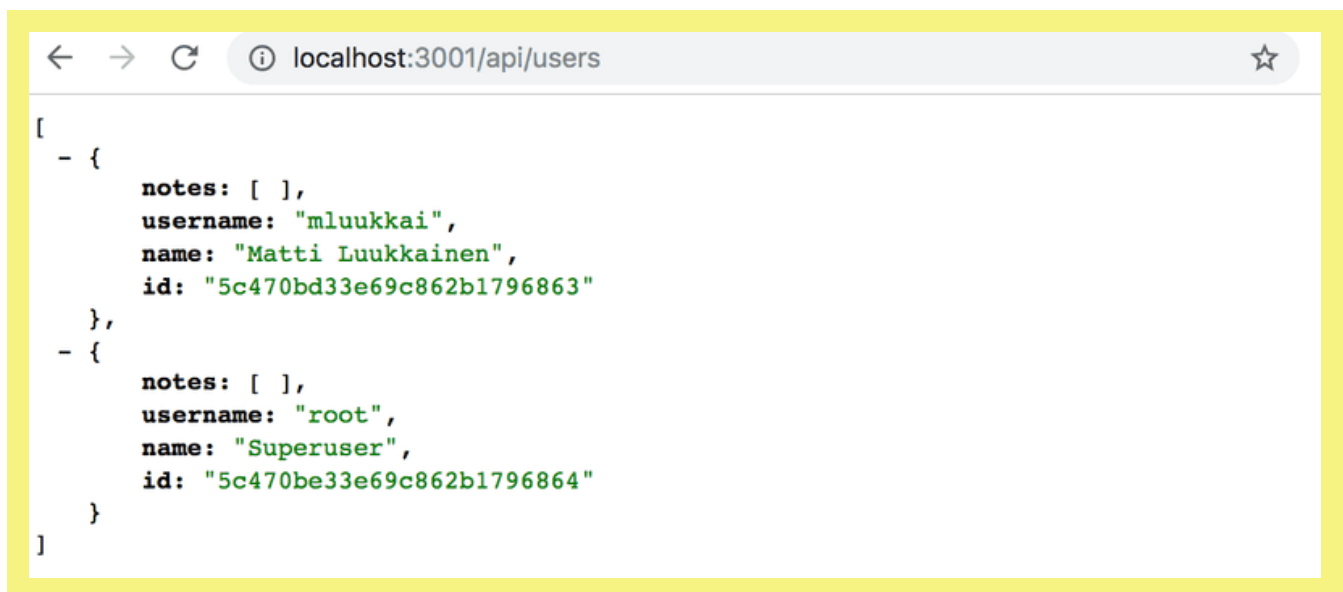 localhost:3001/api/users
[
- {
notes: [ ],
username: "mluukkai",
name: "Matti Luukkainen",
id: "5c470bd33e69c862b1796863"
},
- {
notes: [ ],
username: "root",
name: "Superuser",
id: "5c470be33e69c862b1796864"
}
]